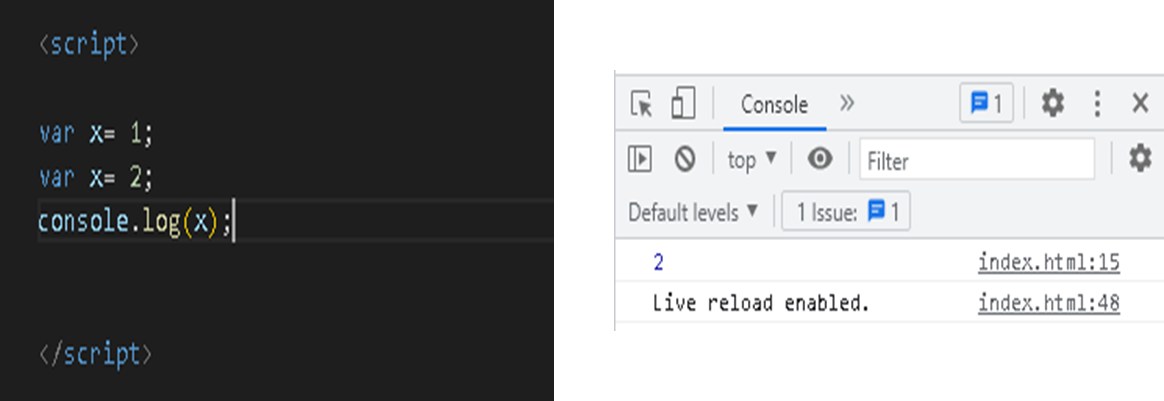 <script>
var x= 1;
var x= 2;
console.log(x);
</script>
Console
1
top
Filter
Default levels
1 Issue:
1
2 index.html:15
Live reload enabled. index.html:48